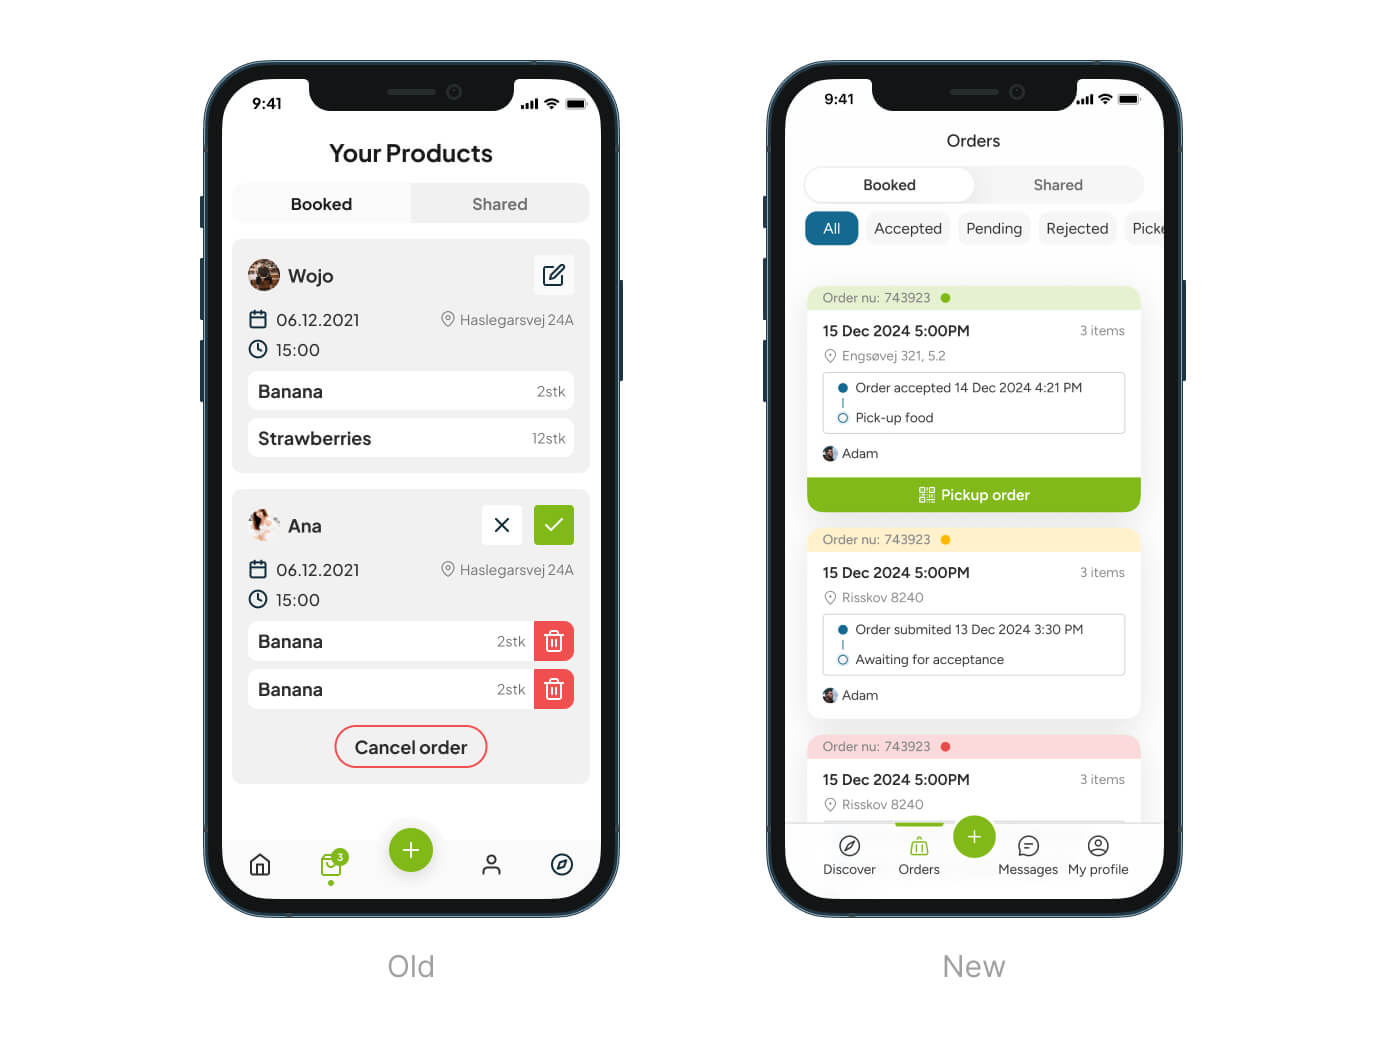 9:41
Your Products
Booked Shared
Wojo
06.12.2021 Haslegarsvej 24A
15:00
Banana 2stk
Strawberries 12stk
Ana
06.12.2021 Haslegarsvej 24A
15:00
Banana 2stk
Banana 2stk
Cancel order
3
Old
9:41
Orders
Booked Shared
All Accepted Pending Rejected Picke
Order nu: 743923
15 Dec 2024 5:00PM 3 items
Engsøvej 321, 5.2
Order accepted 14 Dec 2024 4:21 PM
Pick-up food
Adam
Pickup order
Order nu: 743923
15 Dec 2024 5:00PM 3 items
Risskov 8240
Order submited 13 Dec 2024 3:30 PM
Awaiting for acceptance
Adam
Order nu: 743923
15 Dec 2024 5:00PM 3 items
Risskov 8240
Discover Orders Messages My profile
New